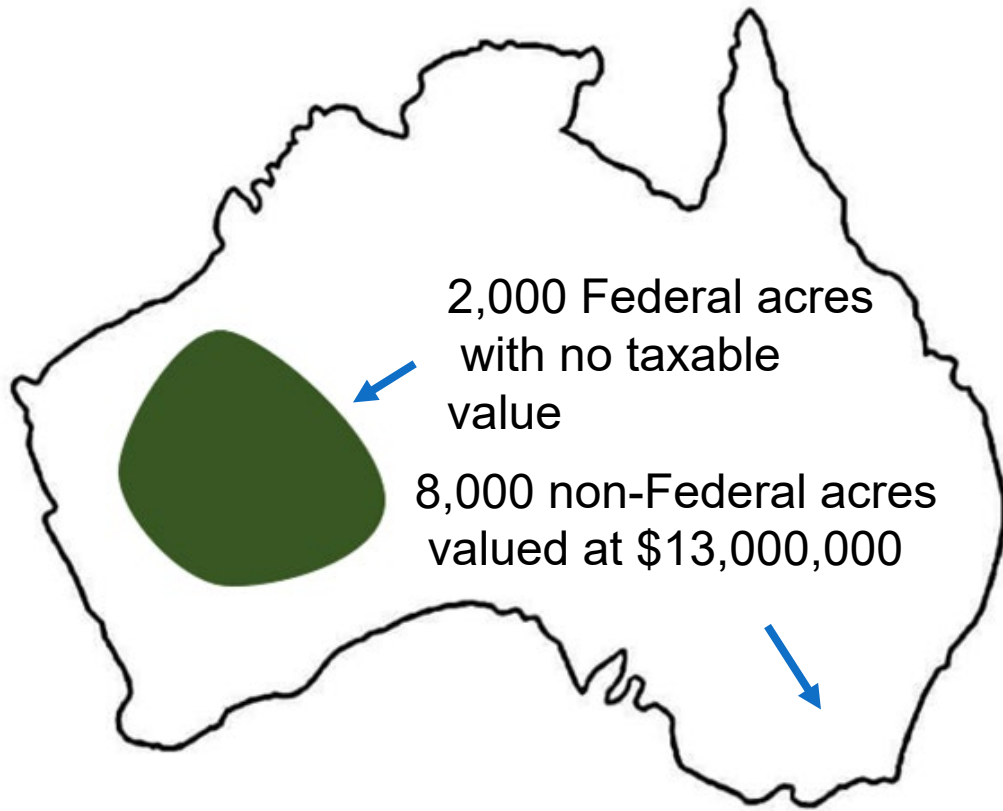 2,000 Federal acres
with no taxable
value
8,000 non-Federal acres
valued at $13,000,000